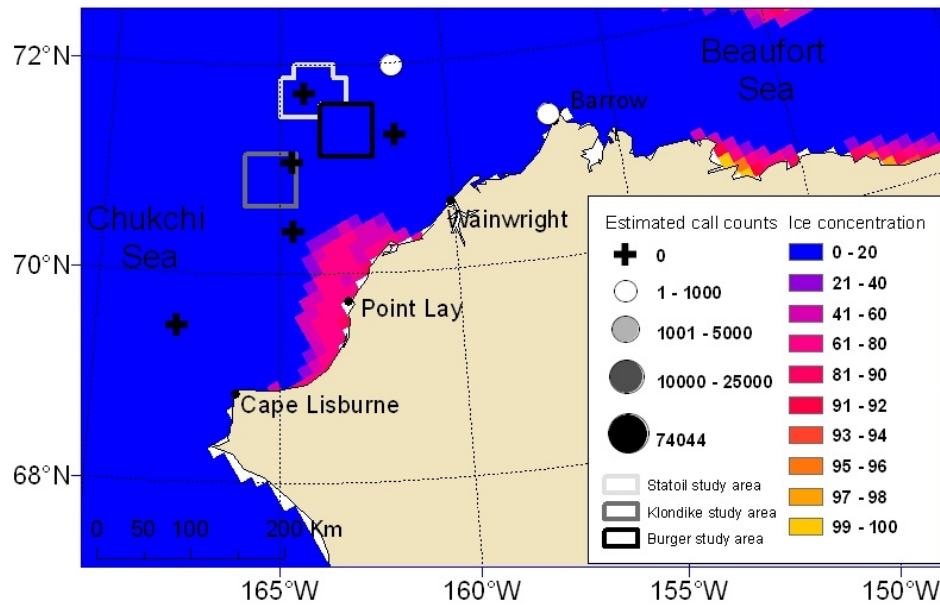 72°N
70°N
68°N
Beaufort
Sea
Barrow
Wainwright
Chukchi
Sea
Point Lay
Cape Lisburne
0 50 100 200 Km
165°W 160°W 155°W 150°W
Estimated call counts
0
1 - 1000
1001 - 5000
10000 - 25000
74044
Statoil study area
Klondike study area
Burger study area
Ice concentration
0 - 20
21 - 40
41 - 60
61 - 80
81 - 90
91 - 92
93 - 94
95 - 96
97 - 98
99 - 100